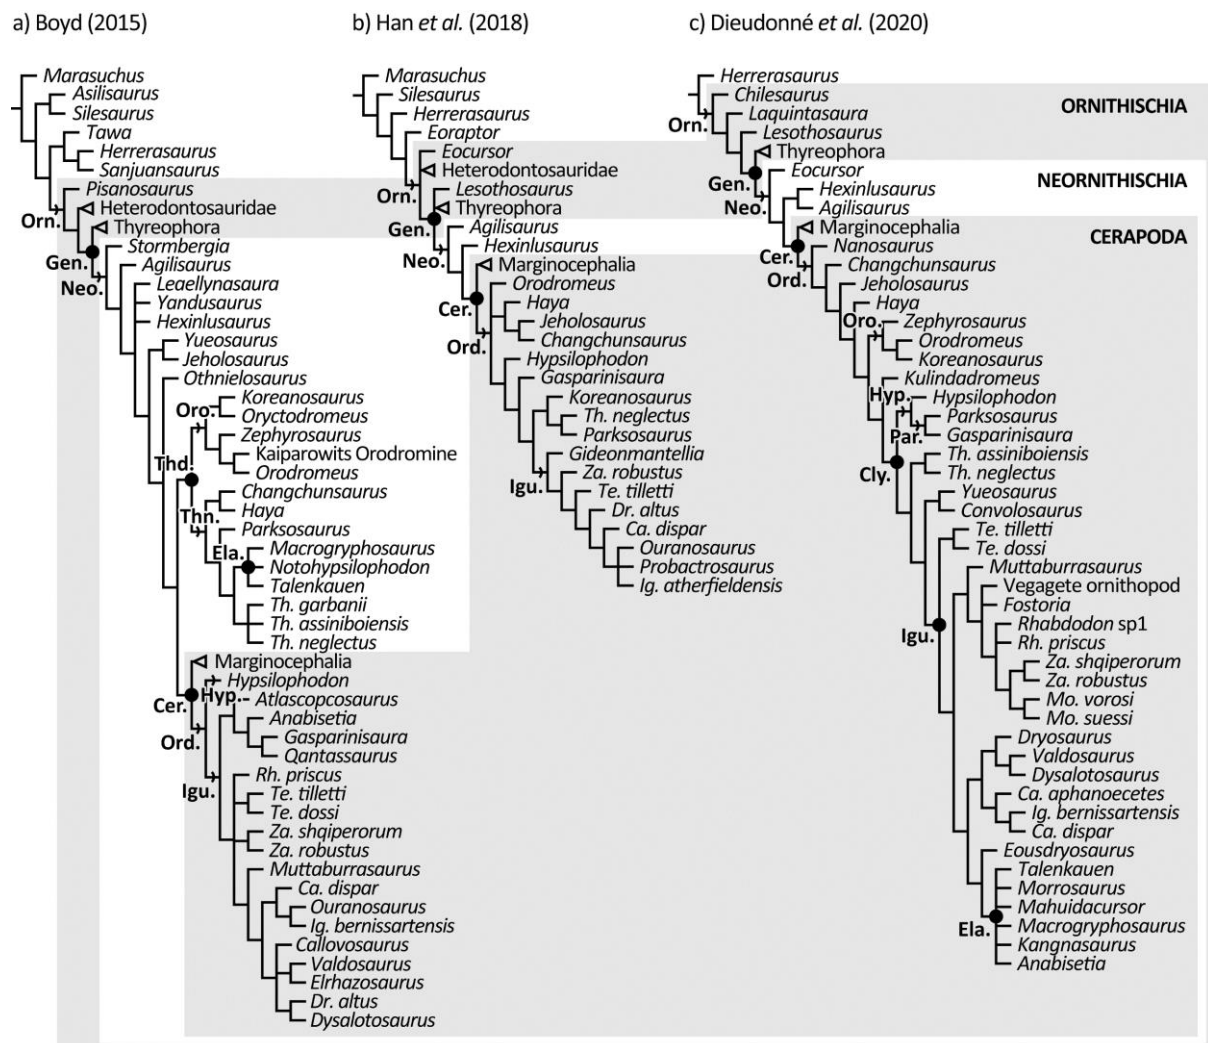 a) Boyd (2015)
Marasuchus
Asilisaurus
Silesaurus
Tawa
Herrerasaurus
Sanjuansaurus
Pisanosaurus
Orn.
Heterodontosauridae
Thyreophora
Gen.
Stormbergia
Neo.
Agilisaurus
Leaellynasaura
Yandusaurus
Hexinlusaurus
Yueosaurus
Jeholosaurus
Othnielosaurus
Koreanosaurus
Oro.
Oryctodromeus
Zephyrosaurus
Kaiparowits Orodromine
Thd.
Orodromeus
Changchunsaurus
Thn.
Haya
Parksosaurus
Ela.
Macrogryphosaurus
Notohypsilophodon
Talenkauen
Th. garbanii
Th. assiniboiensis
Th. neglectus
Marginocephalia
Hypsilophodon
Cer.
Hyp.
Atlascopcosaurus
Anabisetia
Ord.
Gasparinisaura
Qantassaurus
Rh. priscus
Igu.
Te. tilletti
Te. dossi
Za. shqiperorum
Za. robustus
Muttaburrasaurus
Ca. dispar
Ouranosaurus
Ig. bernissartensis
Callovosaurus
Valdosaurus
Elrhazosaurus
Dr. altus
Dysalotosaurus
b) Han et al. (2018)
Marasuchus
Silesaurus
Herrerasaurus
Eoraptor
Eocursor
Heterodontosauridae
Orn.
Lesothosaurus
Thyreophora
Gen.
Agilisaurus
Neo.
Hexinlusaurus
Marginocephalia
Orodromeus
Cer.
Haya
Jeholosaurus
Ord.
Changchunsaurus
Hypsilophodon
Gasparinisaura
Koreanosaurus
Th. neglectus
Parksosaurus
Gideonmantellia
Igu.
Za. robustus
Te. tilletti
Dr. altus
Ca. dispar
Ouranosaurus
Probactrosaurus
Ig. atherfieldensis
c) Dieudonné et al. (2020)
Herrerasaurus
Chilesaurus
ORNITHISCHIA
Orn.
Laquintasaura
Lesothosaurus
Thyreophora
Gen.
Eocursor
NEORNITHISCHIA
Neo.
Hexinlusaurus
Agilisaurus
Marginocephalia
CERAPODA
Nanosaurus
Cer.
Changchunsaurus
Ord.
Jeholosaurus
Haya
Oro.
Zephyrosaurus
Orodromeus
Koreanosaurus
Kulindadromeus
Hyp.
Hypsilophodon
Parksosaurus
Par.
Gasparinisaura
Th. assiniboiensis
Cly.
Th. neglectus
Yueosaurus
Convolosaurus
Te. tilletti
Te. dossi
Muttaburrasaurus
Vegagete ornithopod
Fostoria
Rhabdodon sp1
Igu.
Rh. priscus
Za. shqiperorum
Za. robustus
Mo. vorosi
Mo. suessi
Dryosaurus
Valdosaurus
Dysalotosaurus
Ca. aphanoecetes
Ig. bernissartensis
Ca. dispar
Eousdryosaurus
Talenkauen
Morrosaurus
Mahuidacursor
Ela.
Macrogryphosaurus
Kangnasaurus
Anabisetia